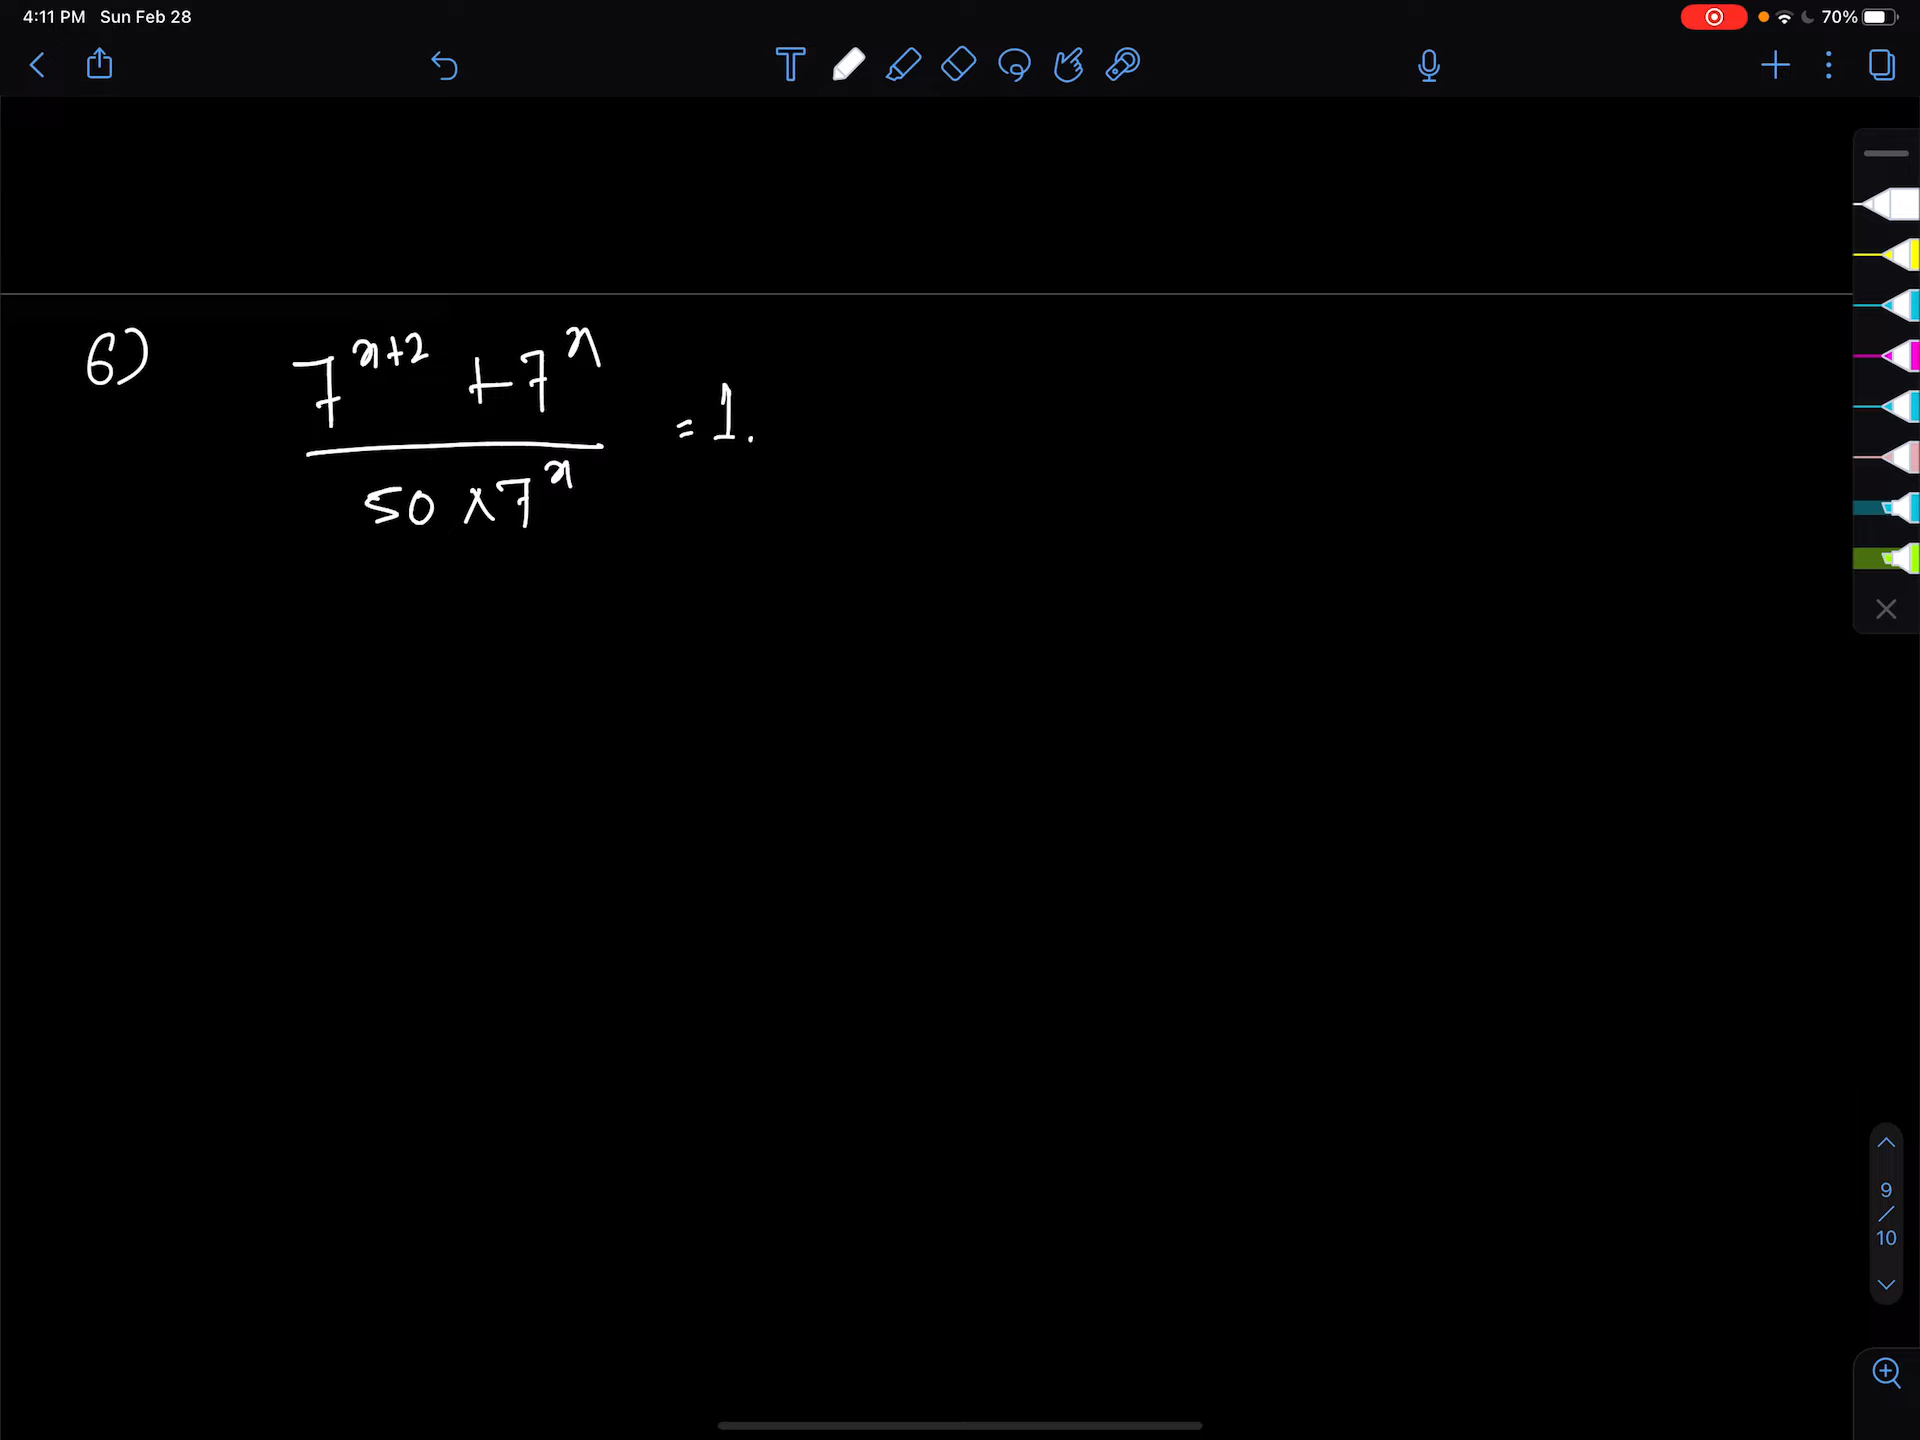 4:11 PM Sun Feb 28
70%
T
6) 7^{x+2} + 7^x
= 1.
50 × 7^x
9
/
10